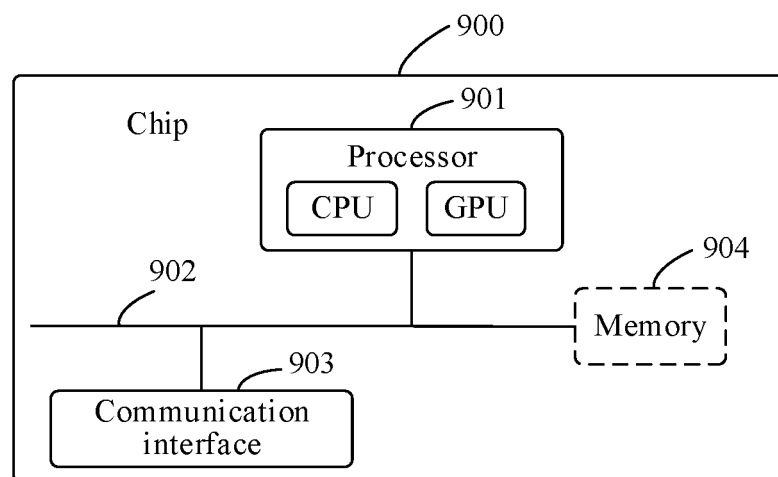 900
901
Chip
Processor
CPU
GPU
902
904
Memory
903
Communication
interface